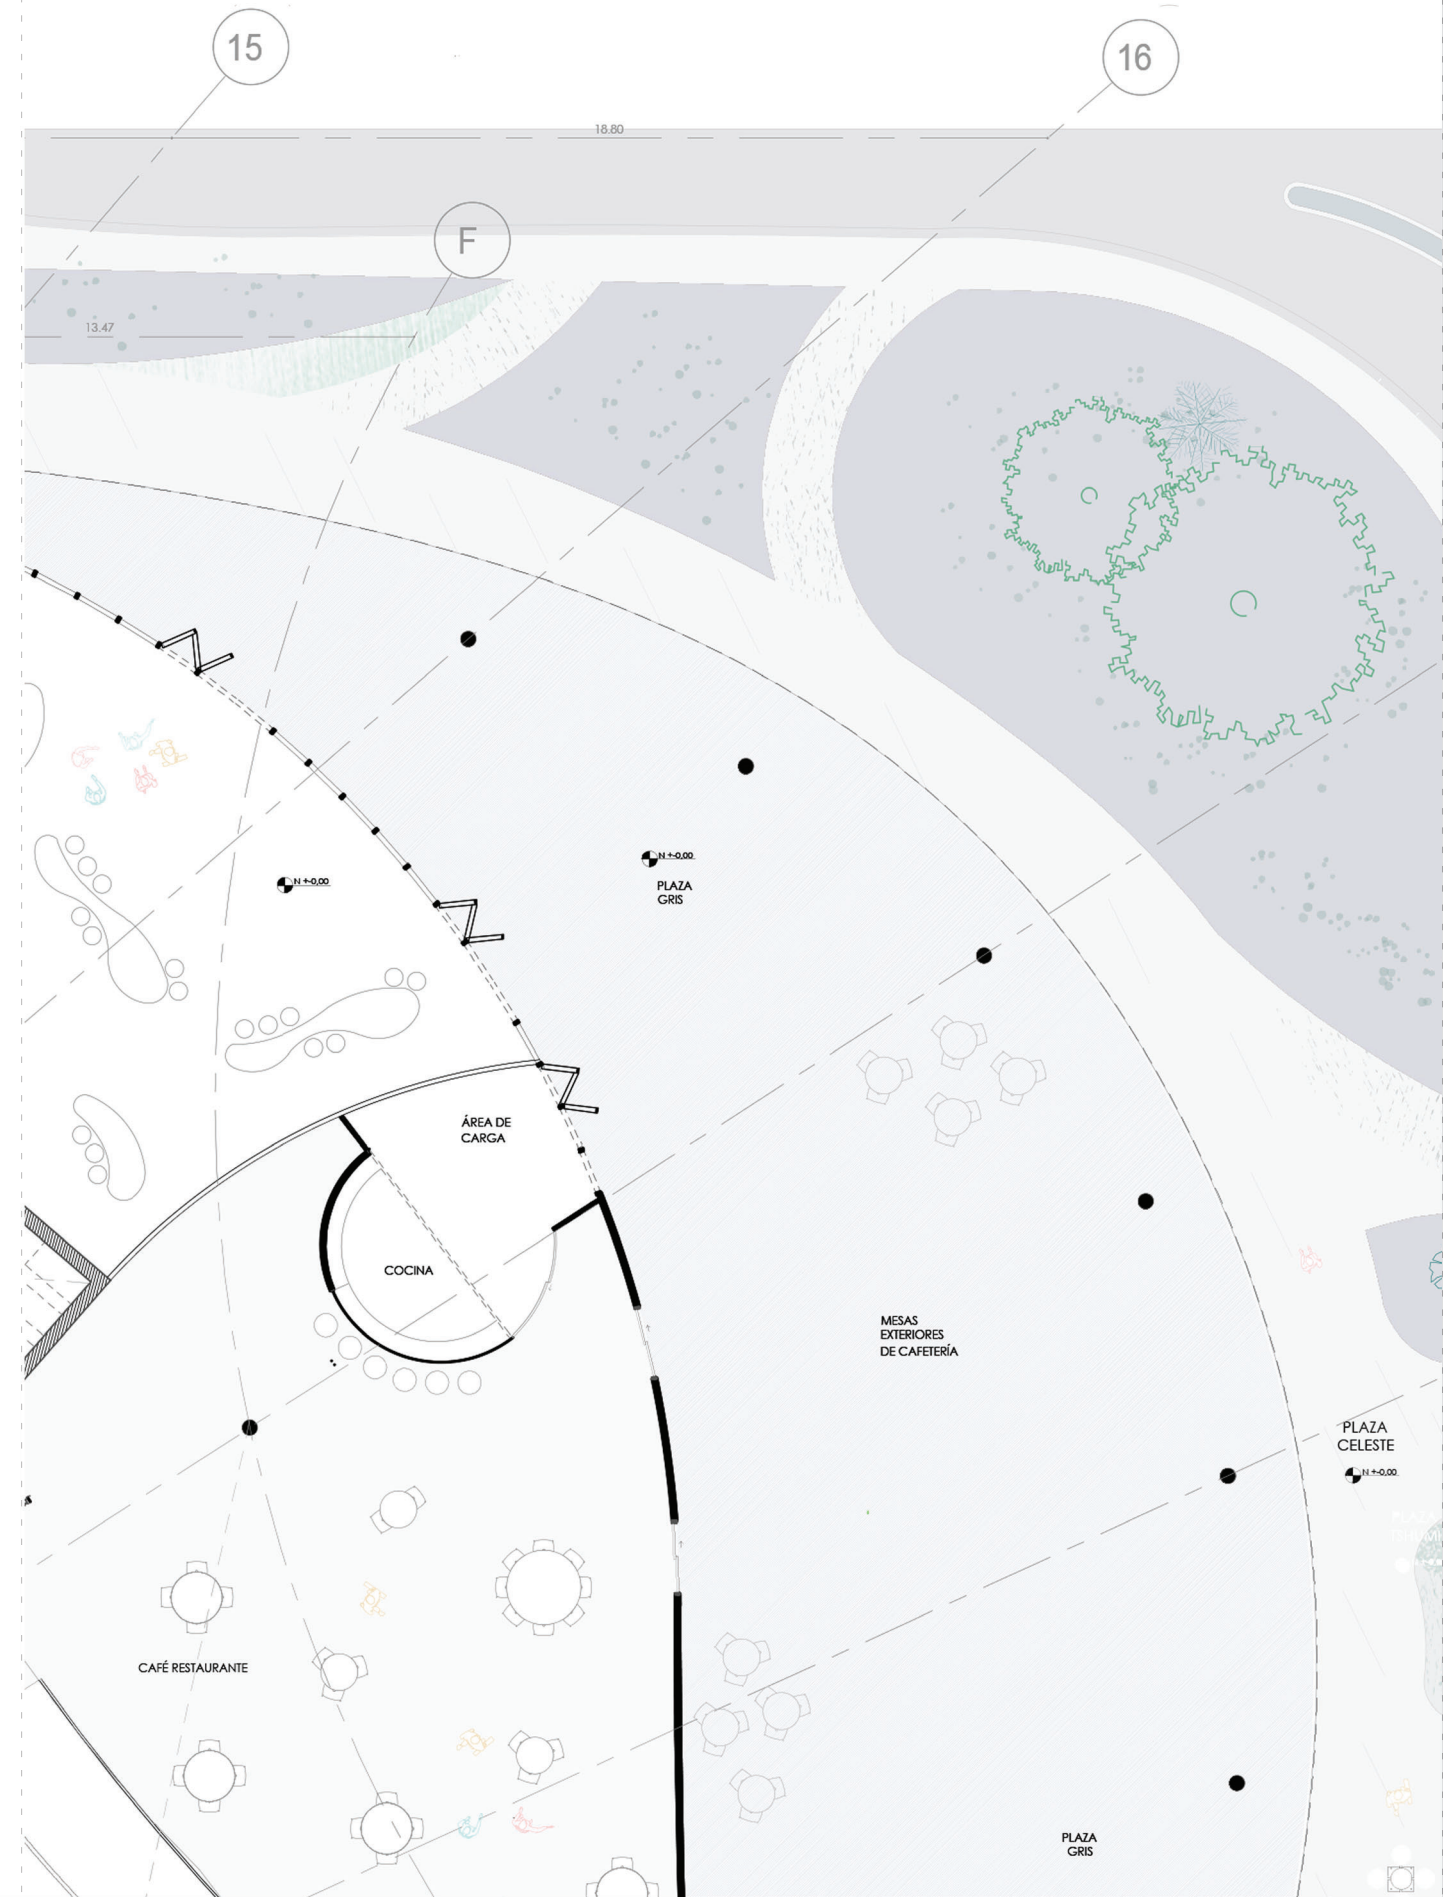 15
16
18.80
F
13.47
N +-0,00
PLAZA
GRIS
N +-0,00
ÁREA DE
CARGA
COCINA
MESAS
EXTERIORES
DE CAFETERÍA
PLAZA
CELESTE
N +-0,00
CAFÉ RESTAURANTE
PLAZA
GRIS